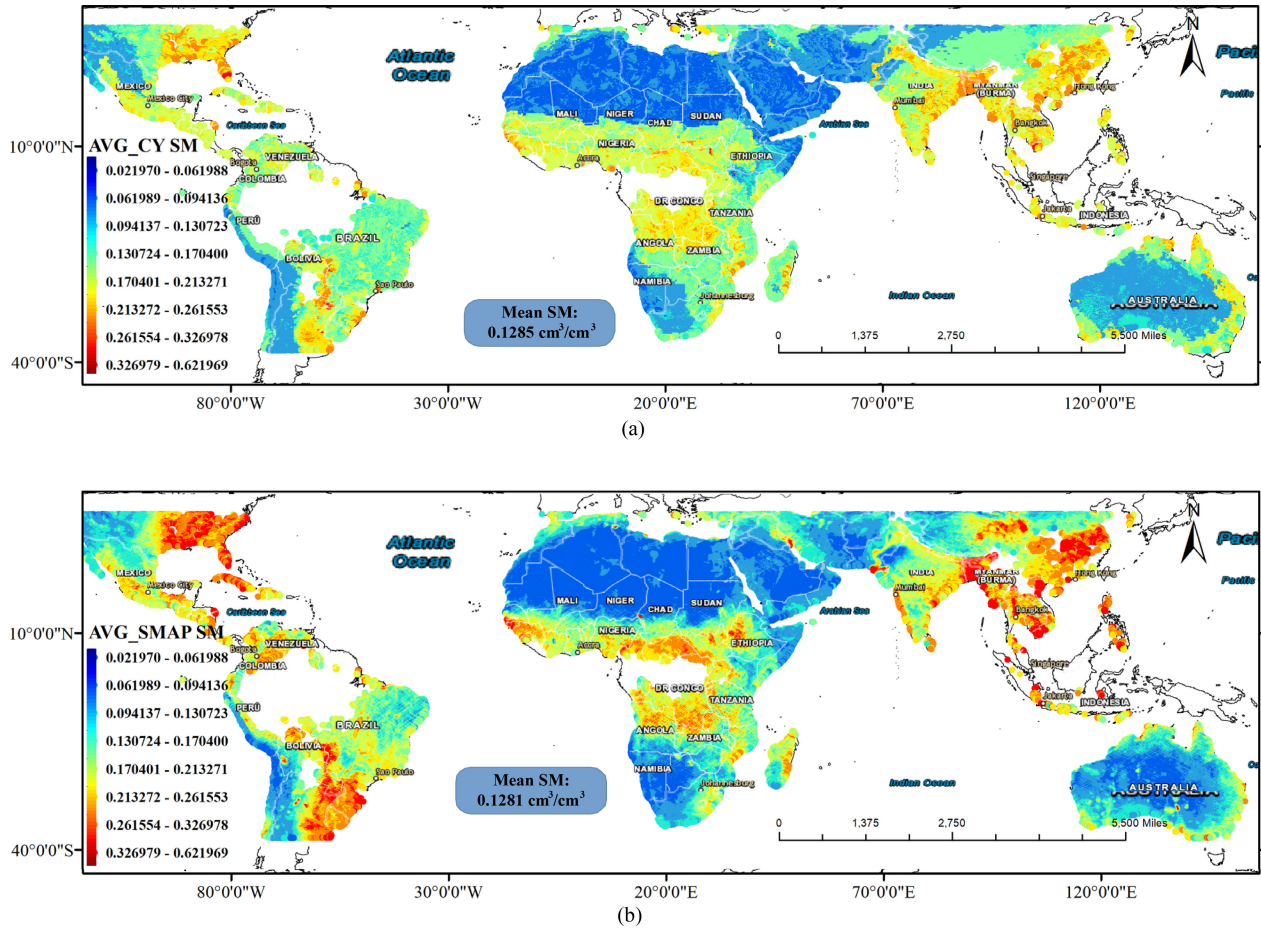 N
Atlantic
Ocean
Pacif
MEXICO
Mexico City
Caribbean Sea
MALI
NIGER
CHAD
SUDAN
Arabian Sea
INDIA
Mumbai
MYANMAR
(BURMA)
Hong Kong
Pacific
Bangkok
AVG_CY SM
0.021970 - 0.061988
0.061989 - 0.094136
0.094137 - 0.130723
0.130724 - 0.170400
0.170401 - 0.213271
0.213272 - 0.261553
0.261554 - 0.326978
0.326979 - 0.621969
10°0'0"N
40°0'0"S
Bogota
VENEZUELA
COLOMBIA
NIGERIA
Accra
ETHIOPIA
Singapore
PERÚ
DR CONGO
TANZANIA
Jakarta
INDONESIA
BRAZIL
BOLIVIA
ANGOLA
ZAMBIA
Sao Paulo
NAMIBIA
Johannesburg
Indian Ocean
AUSTRALIA
AUSTRALIA
Mean SM:
0.1285 cm³/cm³
0 1,375 2,750 5,500 Miles
80°0'0"W 30°0'0"W 20°0'0"E 70°0'0"E 120°0'0"E
(a)
N
Atlantic
Ocean
Pacif
MEXICO
Mexico City
Caribbean Sea
MALI
NIGER
CHAD
SUDAN
Arabian Sea
INDIA
Mumbai
MYANMAR
(BURMA)
Hong Kong
Pacific
Bangkok
AVG_SMAP SM
0.021970 - 0.061988
0.061989 - 0.094136
0.094137 - 0.130723
0.130724 - 0.170400
0.170401 - 0.213271
0.213272 - 0.261553
0.261554 - 0.326978
0.326979 - 0.621969
10°0'0"N
40°0'0"S
Bogota
VENEZUELA
COLOMBIA
NIGERIA
Accra
ETHIOPIA
Singapore
PERÚ
DR CONGO
TANZANIA
Jakarta
INDONESIA
BRAZIL
BOLIVIA
ANGOLA
ZAMBIA
Sao Paulo
NAMIBIA
Johannesburg
Indian Ocean
AUSTRALIA
AUSTRALIA
Mean SM:
0.1281 cm³/cm³
0 1,375 2,750 5,500 Miles
80°0'0"W 30°0'0"W 20°0'0"E 70°0'0"E 120°0'0"E
(b)